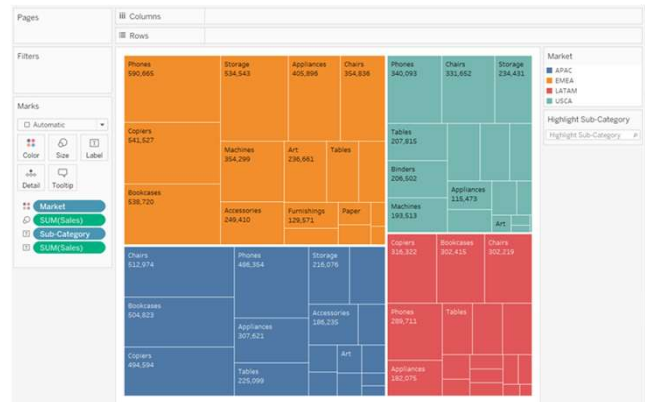 Pages
Columns
Rows
Filters
Marks
Automatic
Color
Size
Label
Detail
Tooltip
Market
SUM(Sales)
Sub-Category
SUM(Sales)
Phones
590,665
Storage
534,543
Appliances
405,898
Chairs
354,836
Copiers
541,527
Machines
354,299
Art
236,661
Tables
Bookcases
538,720
Accessories
249,410
Furnishings
129,571
Paper
Phones
340,093
Chairs
331,652
Storage
234,431
Tables
207,815
Binders
206,502
Appliances
115,473
Machines
193,513
Art
Chairs
512,974
Phones
486,354
Storage
216,076
Bookcases
504,823
Accessories
186,235
Appliances
307,621
Copiers
494,594
Art
Tables
225,099
Copiers
316,322
Bookcases
302,415
Chairs
302,219
Phones
289,711
Tables
Appliances
182,075
Market
APAC
EMEA
LATAM
USCA
Highlight Sub-Category
Highlight Sub-Category